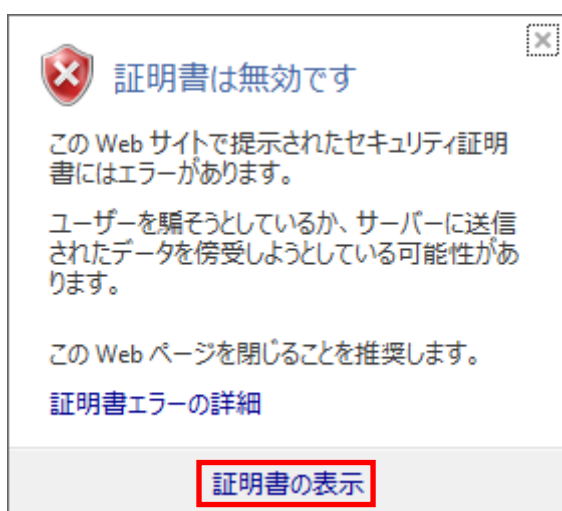 証明書は無効です
この Web サイトで提示されたセキュリティ証明
書にはエラーがあります。
ユーザーを騙そうとしているか、サーバーに送信
されたデータを傍受しようとしている可能性があ
ります。
この Web ページを閉じることを推奨します。
証明書エラーの詳細
証明書の表示